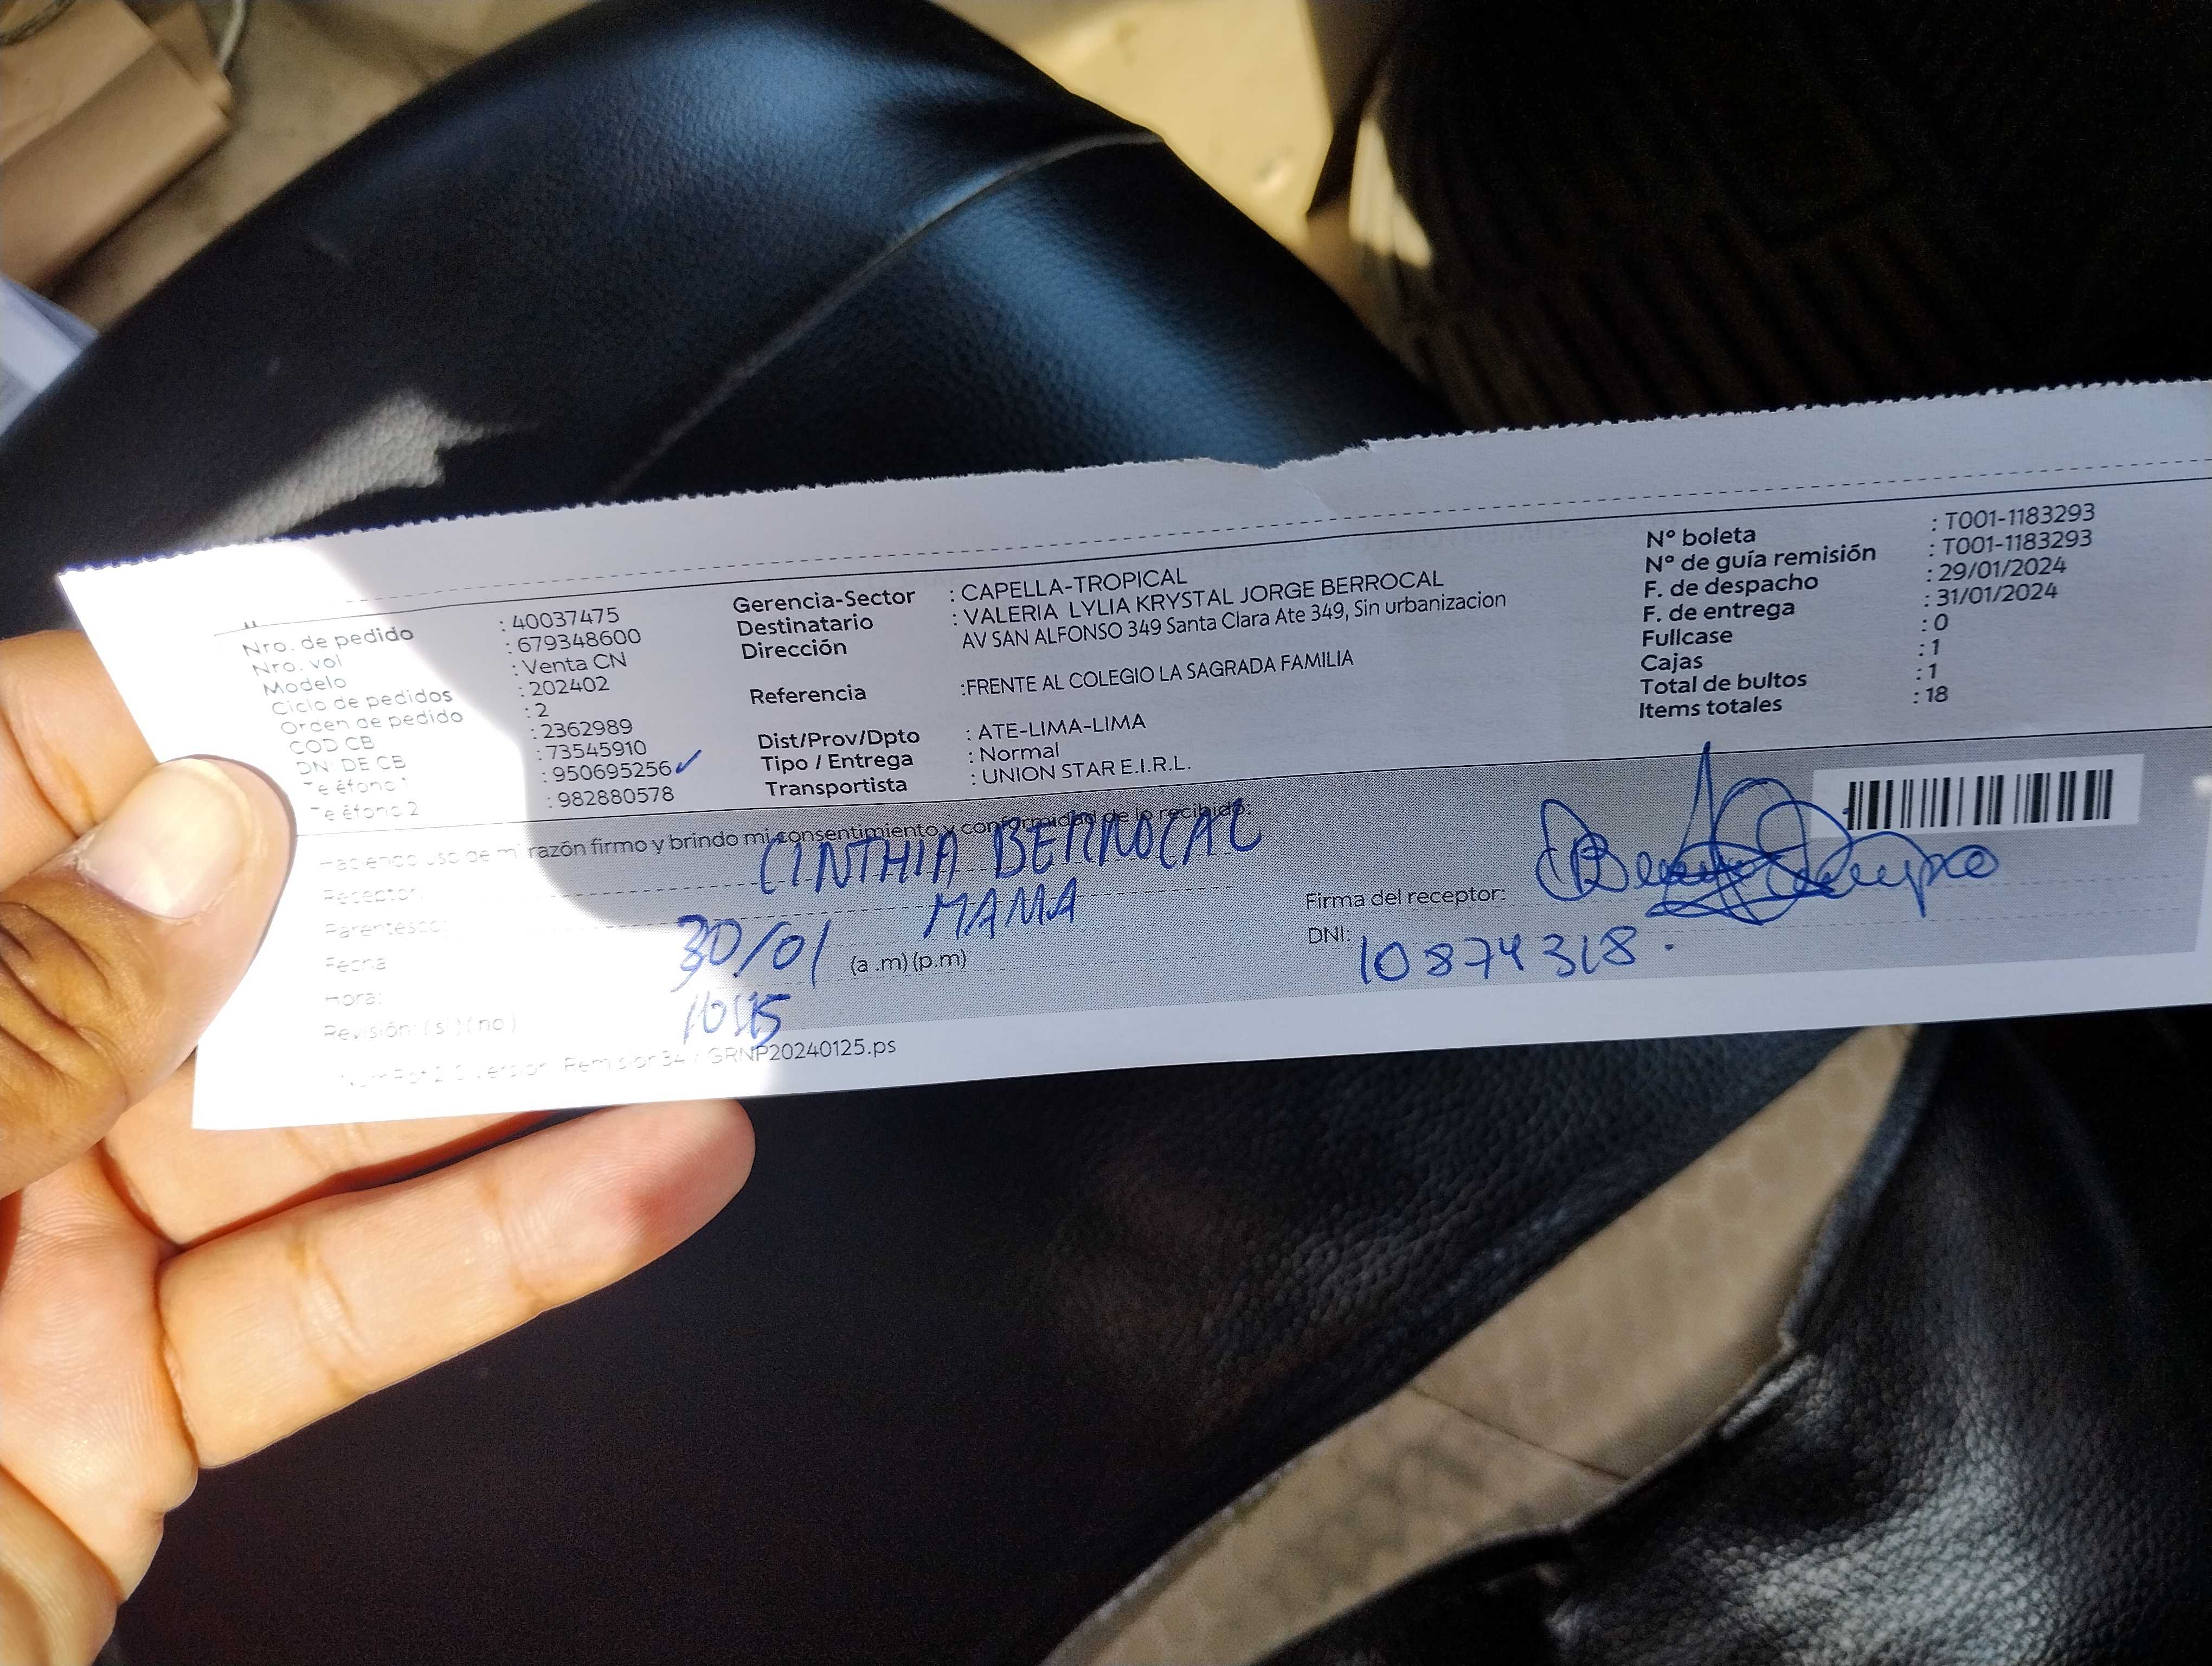 Nro. de pedido : 40037475
Nro. vol : 679348600
Modelo : Venta CN
Ciclo de pedidos : 202402
Orden de pedido : 2
COD CB : 2362989
DNI DE CB : 73545910
Teléfono 1 : 950695256 ✓
Teléfono 2 : 982880578
Gerencia-Sector : CAPELLA-TROPICAL
Destinatario : VALERIA LYLIA KRYSTAL JORGE BERROCAL
Dirección AV SAN ALFONSO 349 Santa Clara Ate 349, Sin urbanizacion
Referencia :FRENTE AL COLEGIO LA SAGRADA FAMILIA
Dist/Prov/Dpto : ATE-LIMA-LIMA
Tipo / Entrega : Normal
Transportista : UNION STAR E.I.R.L.
N° boleta : T001-1183293
N° de guía remisión : T001-1183293
F. de despacho : 29/01/2024
F. de entrega : 31/01/2024
Fullcase : 0
Cajas : 1
Total de bultos : 1
Items totales : 18
Haciendo uso de mi razón firmo y brindo mi consentimiento y conformidad de lo recibido:
Receptor: CINTHIA BERROCAL
Parentesco: MAMA
Fecha 30/01
Hora: (a .m) (p.m)
Revisión: (si) (no)
Firma del receptor:
DNI: 10874318.
GRNP20240125.ps